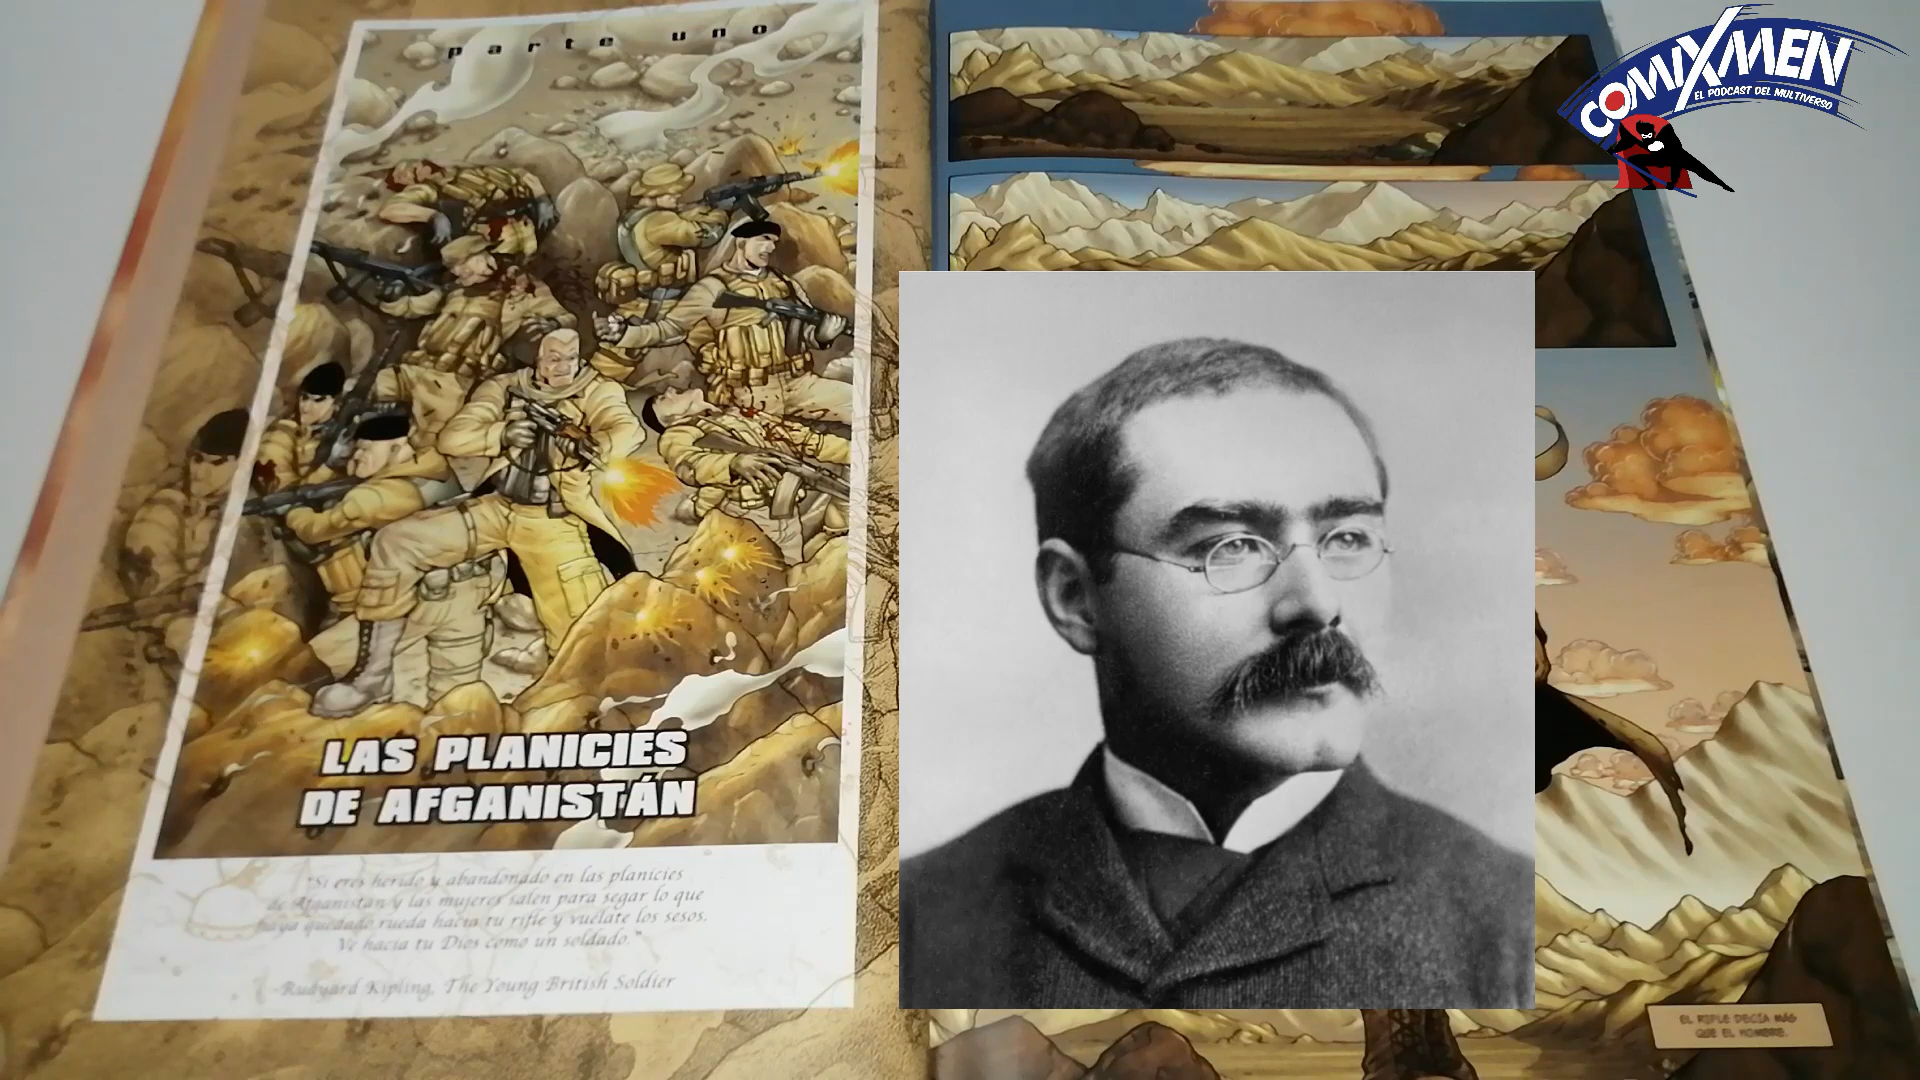 parte uno
LAS PLANICIES
DE AFGANISTÁN
"Si eres herido y abandonado en las planicies
de Afganistán y las mujeres salen para segar lo que
haya quedado rueda hacia tu rifle y vuélate los sesos.
Ve hacia tu Dios como un soldado."
-Rudyard Kipling, The Young British Soldier
COMIXMEN
EL PODCAST DEL MULTIVERSO
EL RIFLE DECÍA MÁS
QUE EL HOMBRE.